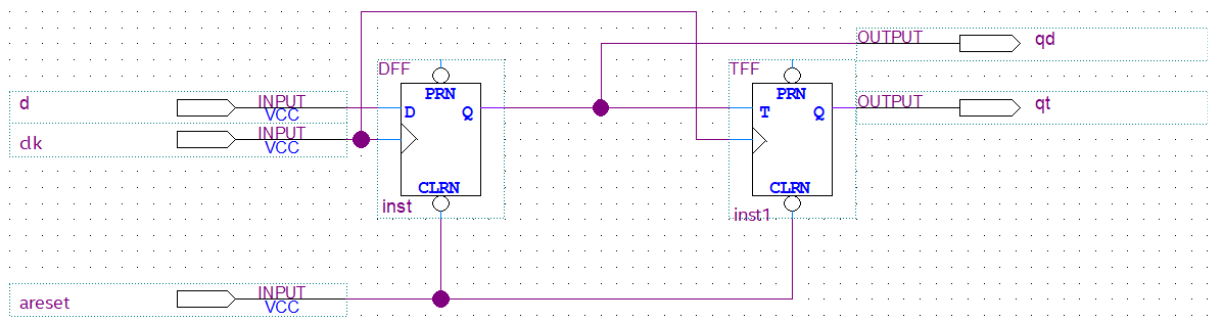 OUTPUT qd
DFF
TFF
PRN
PRN
d INPUT VCC
D Q
T Q
OUTPUT qt
clk INPUT VCC
CLRN
CLRN
inst
inst1
areset INPUT VCC